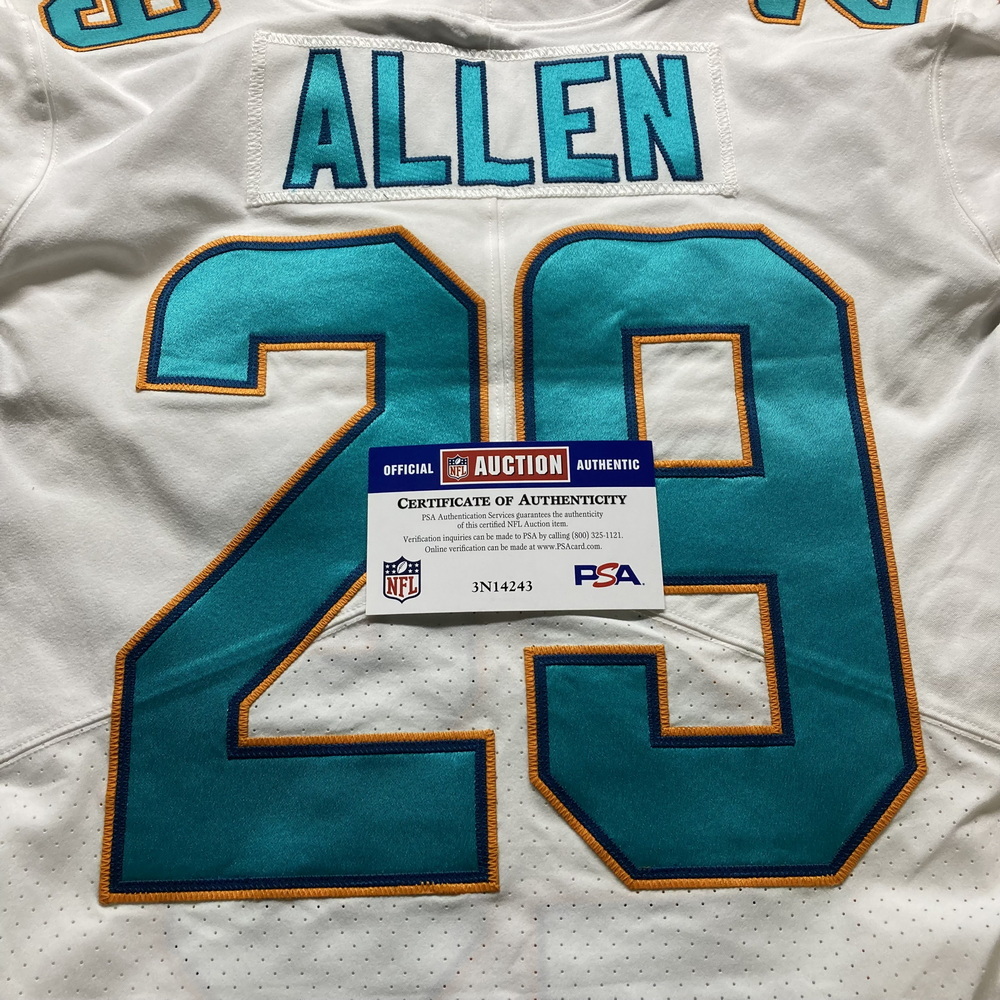 ALLEN
29
OFFICIAL NFL AUCTION AUTHENTIC
CERTIFICATE OF AUTHENTICITY
PSA Authentication Services guarantees the authenticity
of this certified NFL Auction item.
Verification inquiries can be made to PSA by calling (800) 325-1121.
Online verification can be made at www.PSAcard.com.
NFL 3N14243 PSA